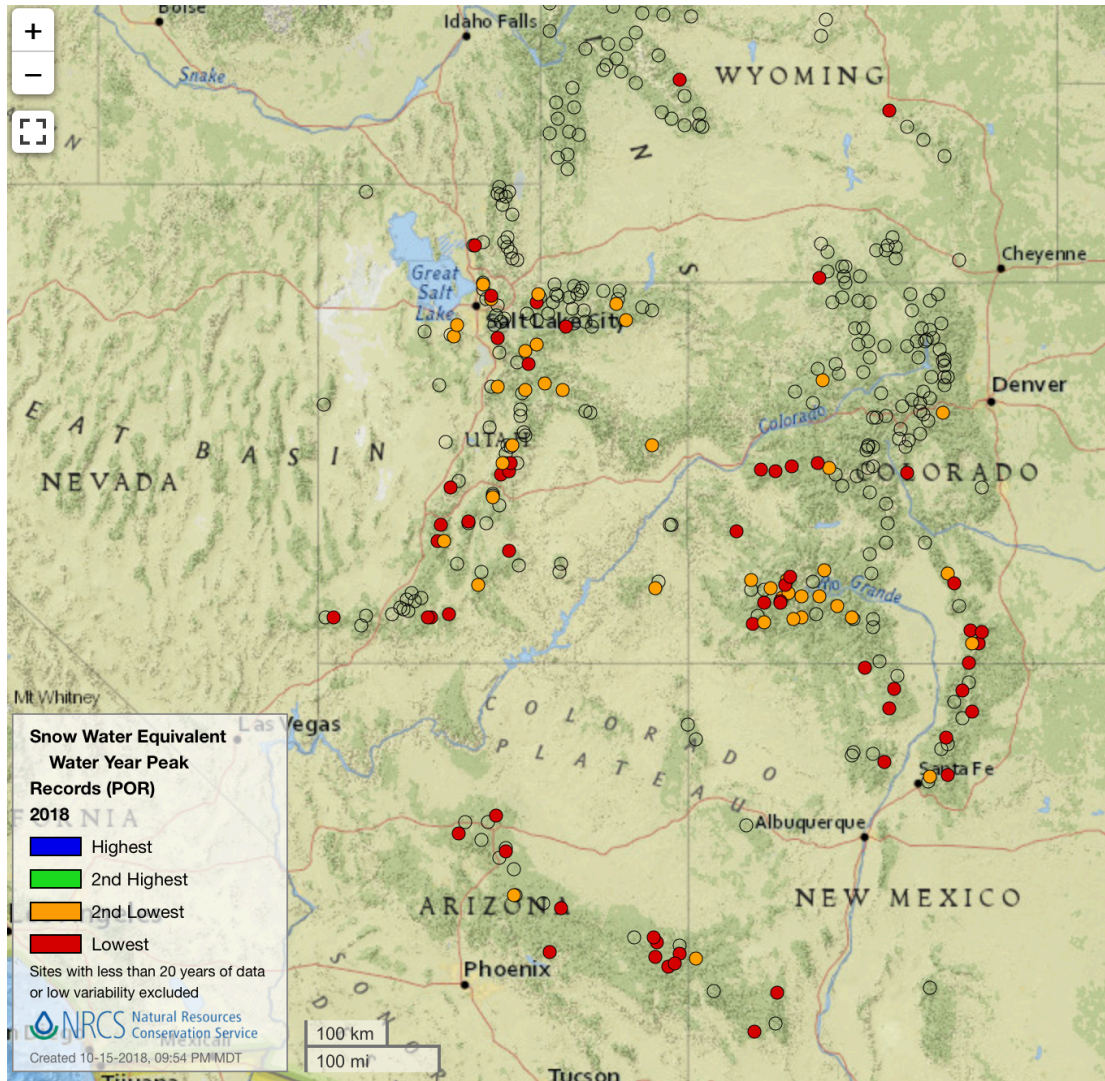 +
Boise
Idaho Falls
−
Snake
WYOMING
N
N
S
Cheyenne
Great
Salt
Lake
Salt Lake City
Denver
Colorado
EAT BASIN
UTAH
NEVADA
COLORADO
Rio Grande
Mt Whitney
Las Vegas
COLORADO
PLATEAU
Santa Fe
Albuquerque
ARIZONA
NEW MEXICO
Phoenix
Tucson
Snow Water Equivalent
Water Year Peak
Records (POR)
2018
Highest
2nd Highest
2nd Lowest
Lowest
Sites with less than 20 years of data
or low variability excluded
NRCS Natural Resources
Conservation Service
Created 10-15-2018, 09:54 PM MDT
100 km
100 mi
Tijuana